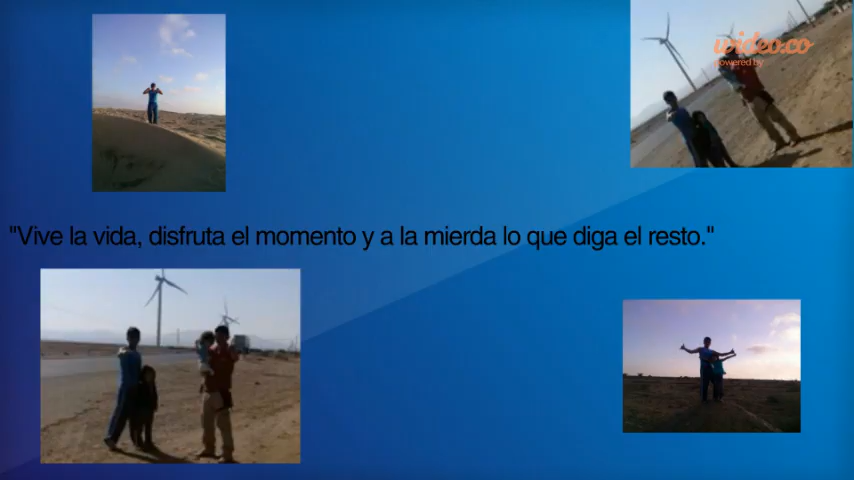 wideo.co
powered by
"Vive la vida, disfruta el momento y a la mierda lo que diga el resto."